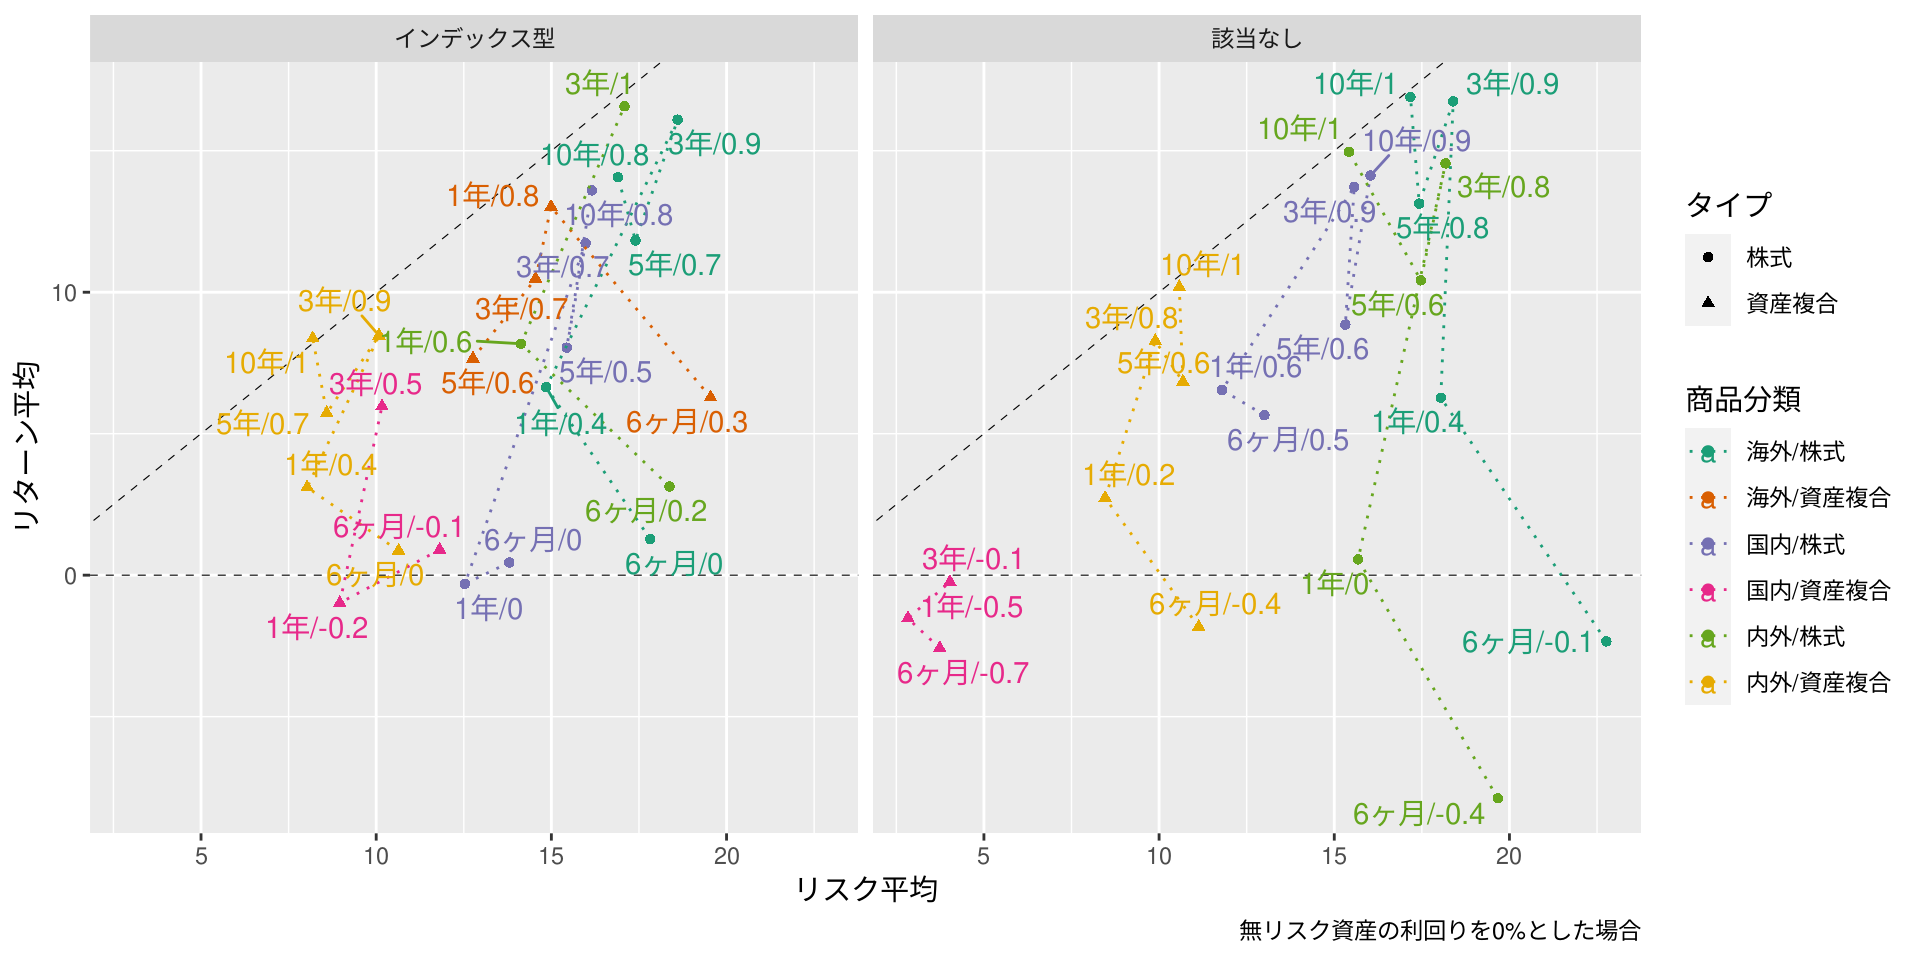 インデックス型
該当なし
3年/1
3年/0.9
10年/0.8
1年/0.8
10年/0.8
3年/0.7
5年/0.7
3年/0.9
3年/0.7
1年/0.6
10年/1
3年/0.5
5年/0.6
5年/0.5
5年/0.7
1年/0.4
6ヶ月/0.3
1年/0.4
6ヶ月/-0.1
6ヶ月/0.2
6ヶ月/0
6ヶ月/0
6ヶ月/0
1年/0
1年/-0.2
10年/1
3年/0.9
10年/1
10年/0.9
3年/0.8
3年/0.9
5年/0.8
10年/1
3年/0.8
5年/0.6
5年/0.6
5年/0.6
1年/0.6
1年/0.4
6ヶ月/0.5
1年/0.2
3年/-0.1
1年/0
1年/-0.5
6ヶ月/-0.4
6ヶ月/-0.1
6ヶ月/-0.7
6ヶ月/-0.4
10
0
リターン平均
5
10
15
20
5
10
15
20
リスク平均
無リスク資産の利回りを0%とした場合
タイプ
株式
資産複合
商品分類
a 海外/株式
a 海外/資産複合
a 国内/株式
a 国内/資産複合
a 内外/株式
a 内外/資産複合